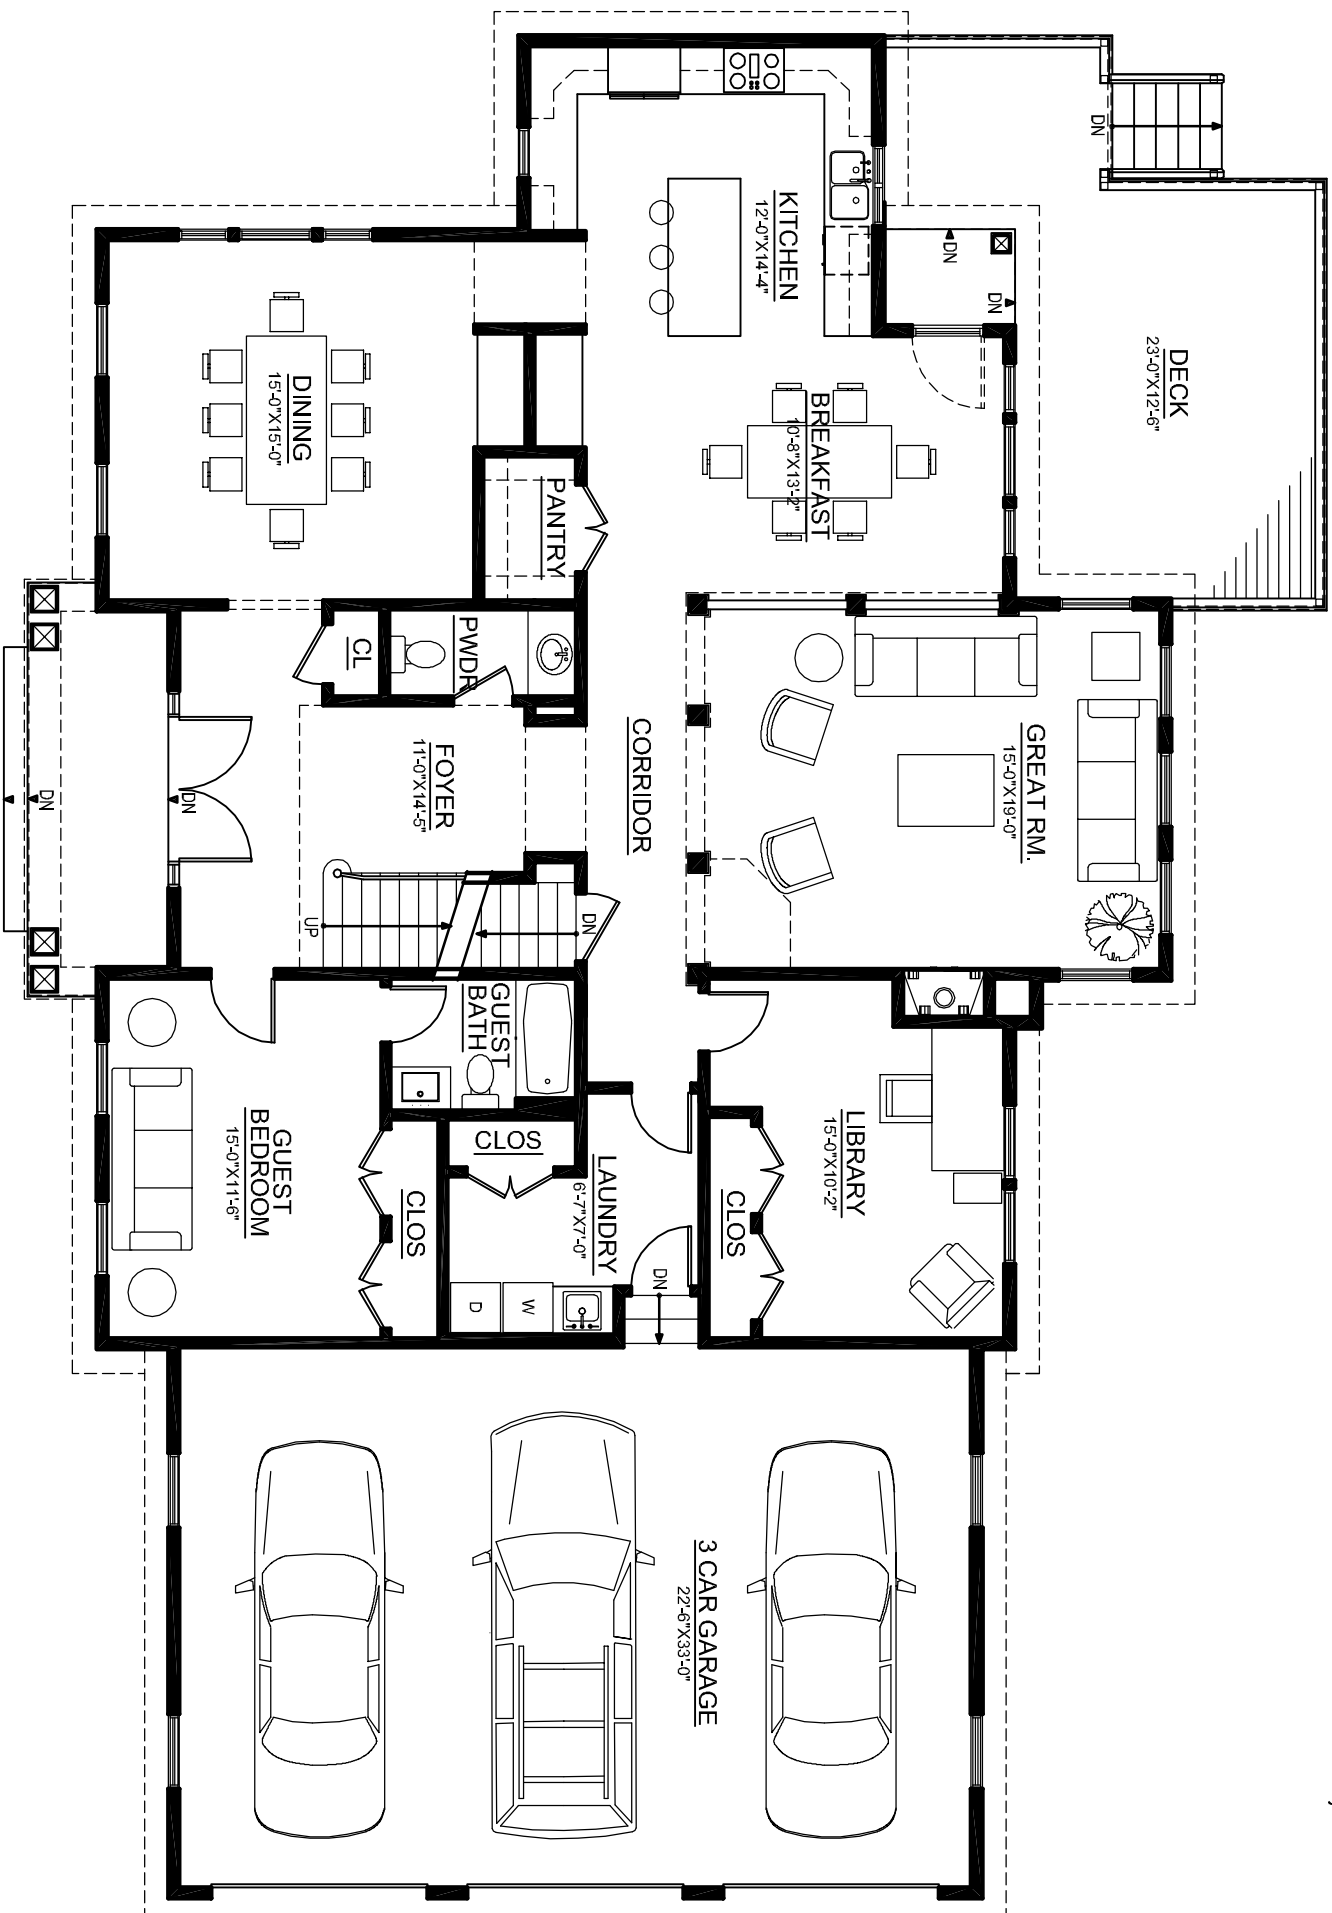 DECK
23'-0"X12'-6"
DN
DN
DN
KITCHEN
12'-0"X14'-4"
BREAKFAST
10'-8"X13'-2"
DINING
15'-0"X15'-0"
PANTRY
GREAT RM.
15'-0"X19'-0"
CORRIDOR
CL
PWDR
FOYER
11'-0"X14'-5"
DN
DN
UP
DN
GUEST
BATH
GUEST
BEDROOM
15'-0"X11'-6"
CLOS
CLOS
LAUNDRY
6'-7"X7'-0"
D
W
DN
LIBRARY
15'-0"X10'-2"
CLOS
3 CAR GARAGE
22'-6"X33'-0"